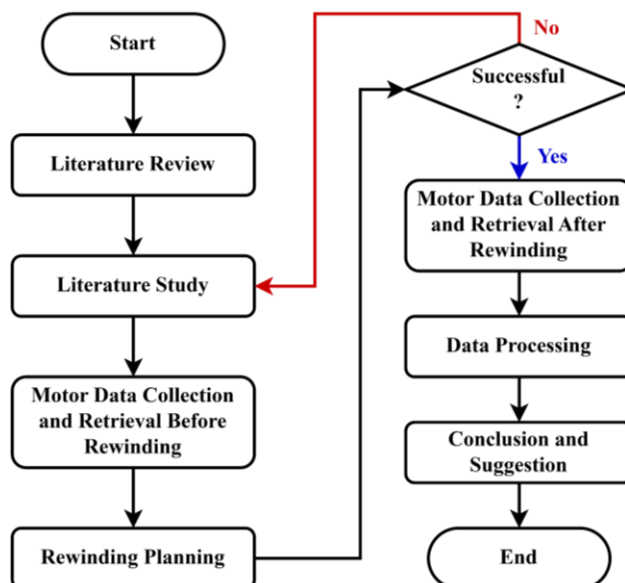 Start
Literature Review
Literature Study
Motor Data Collection
and Retrieval Before
Rewinding
Rewinding Planning
No
Successful
?
Yes
Motor Data Collection
and Retrieval After
Rewinding
Data Processing
Conclusion and
Suggestion
End